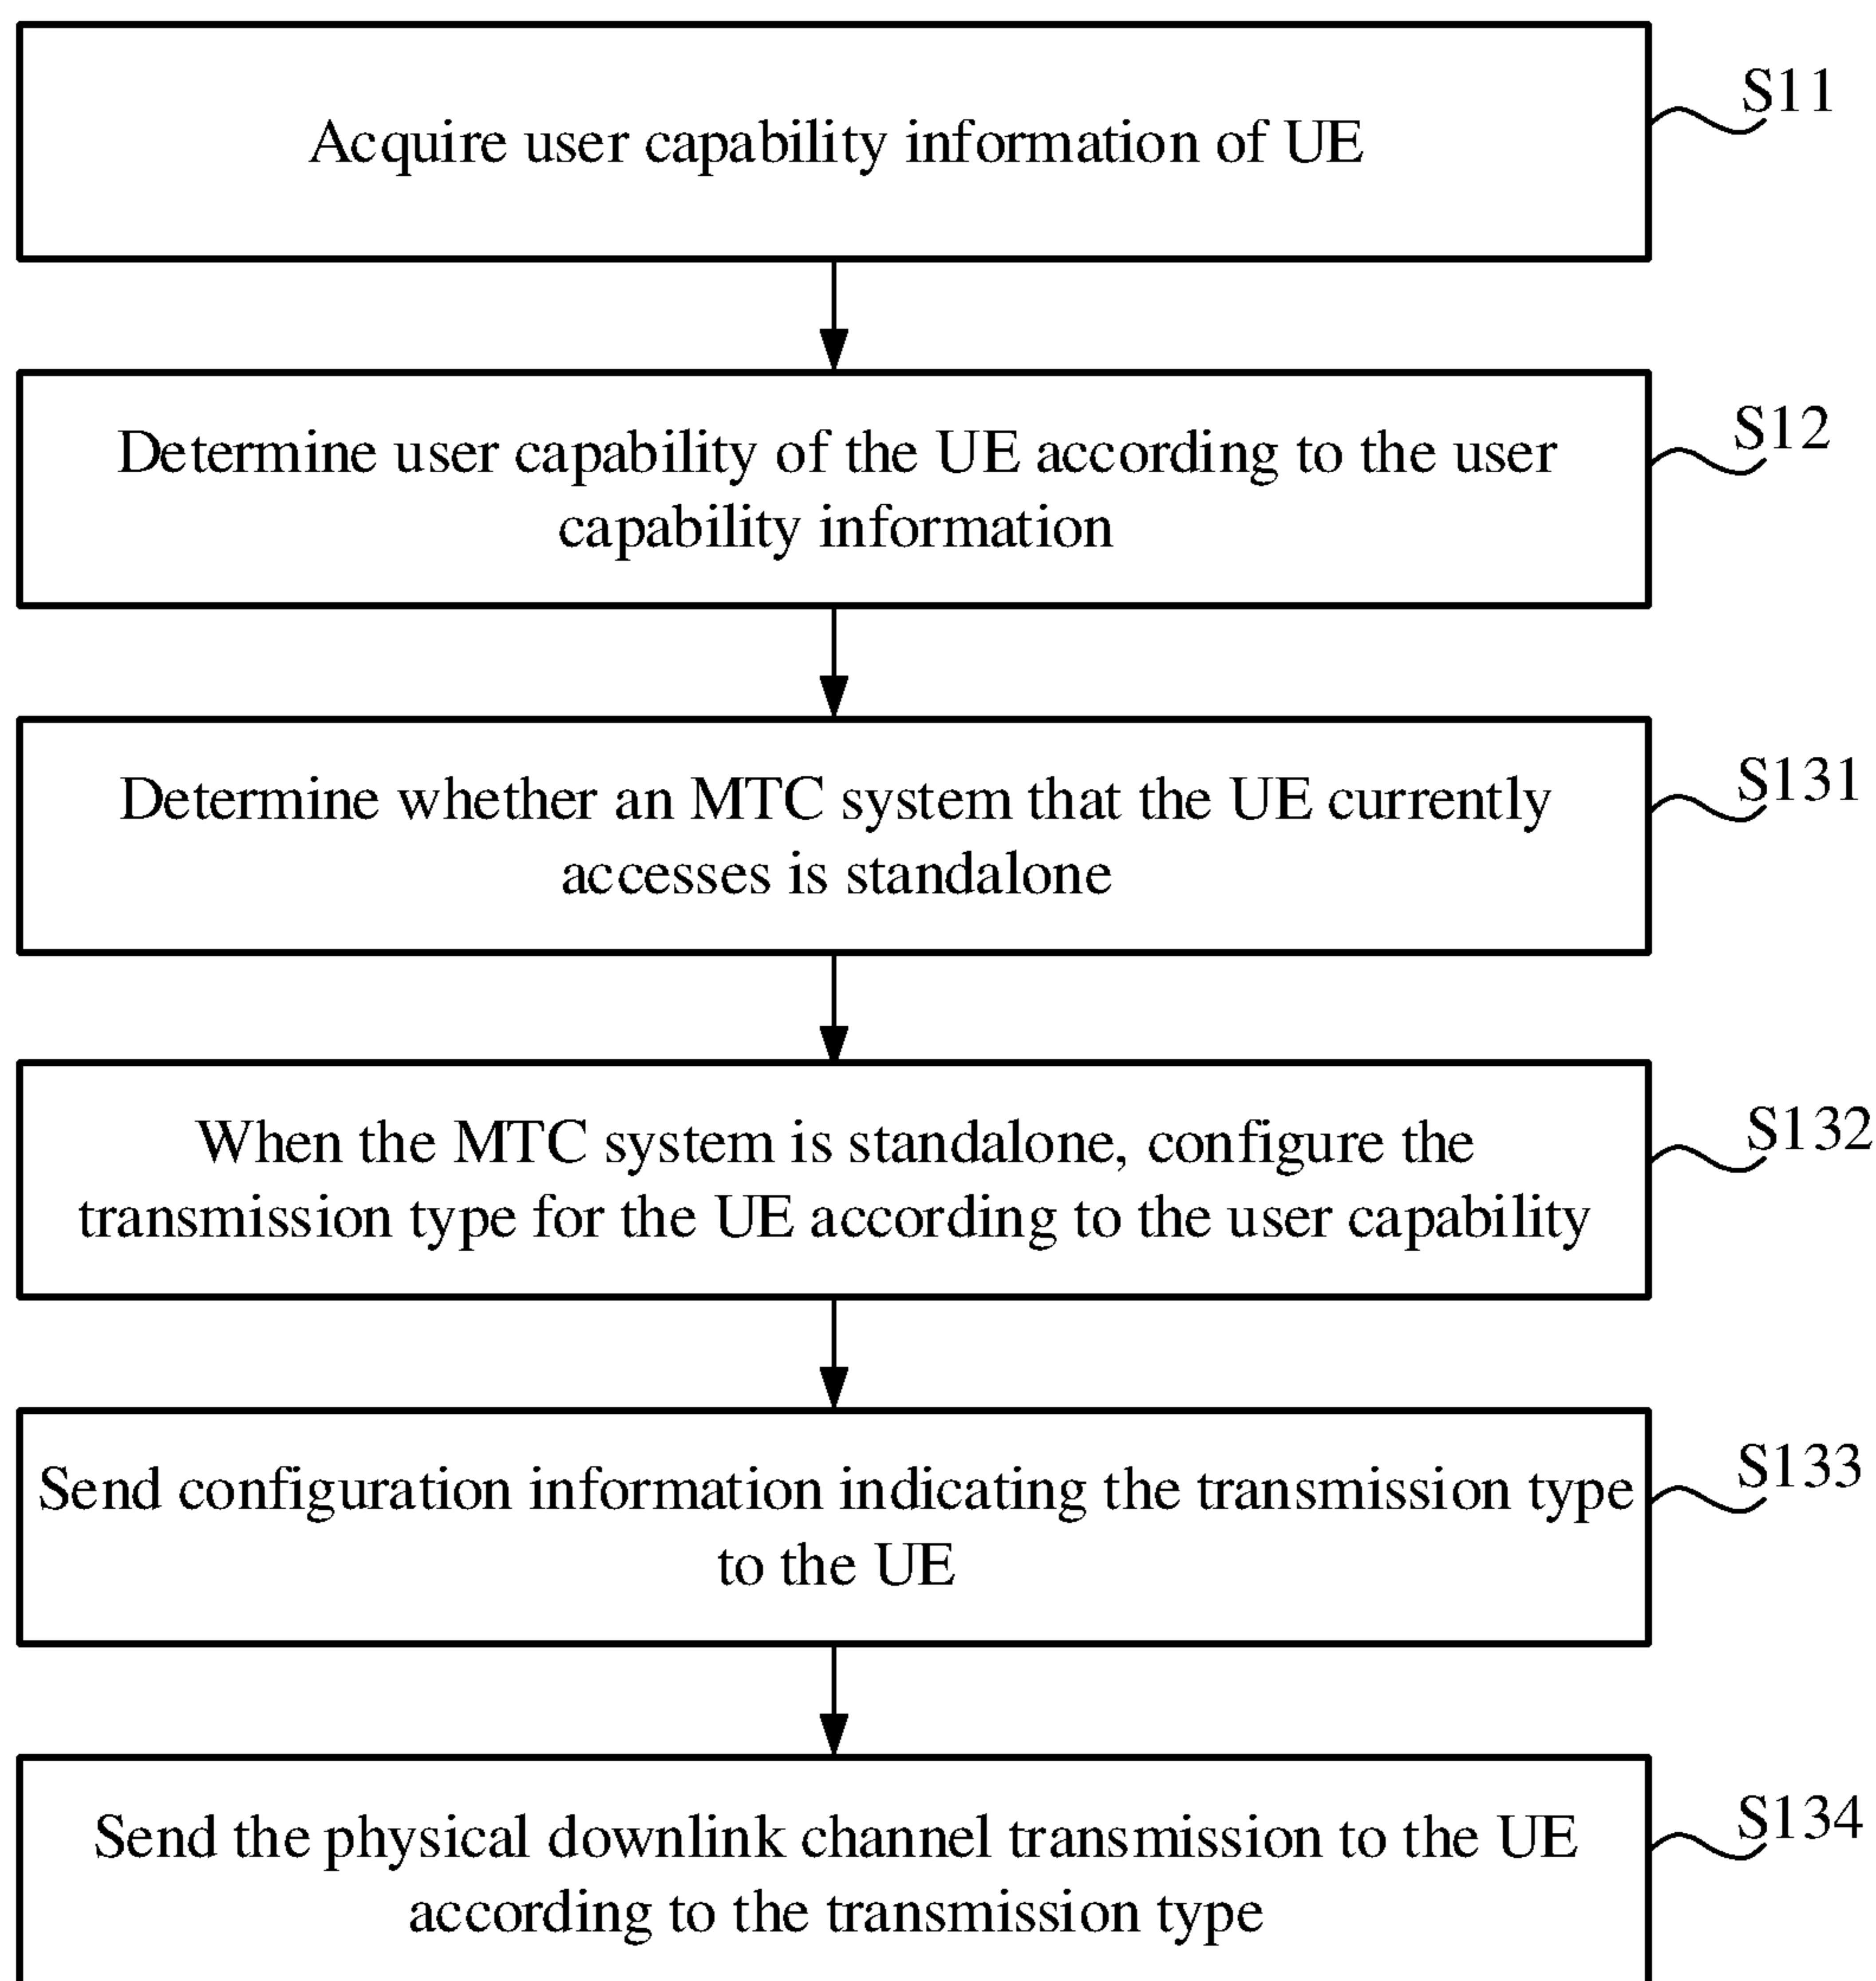 Acquire user capability information of UE
S11
Determine user capability of the UE according to the user
capability information
S12
Determine whether an MTC system that the UE currently
accesses is standalone
S131
When the MTC system is standalone, configure the
transmission type for the UE according to the user capability
S132
Send configuration information indicating the transmission type
to the UE
S133
Send the physical downlink channel transmission to the UE
according to the transmission type
S134